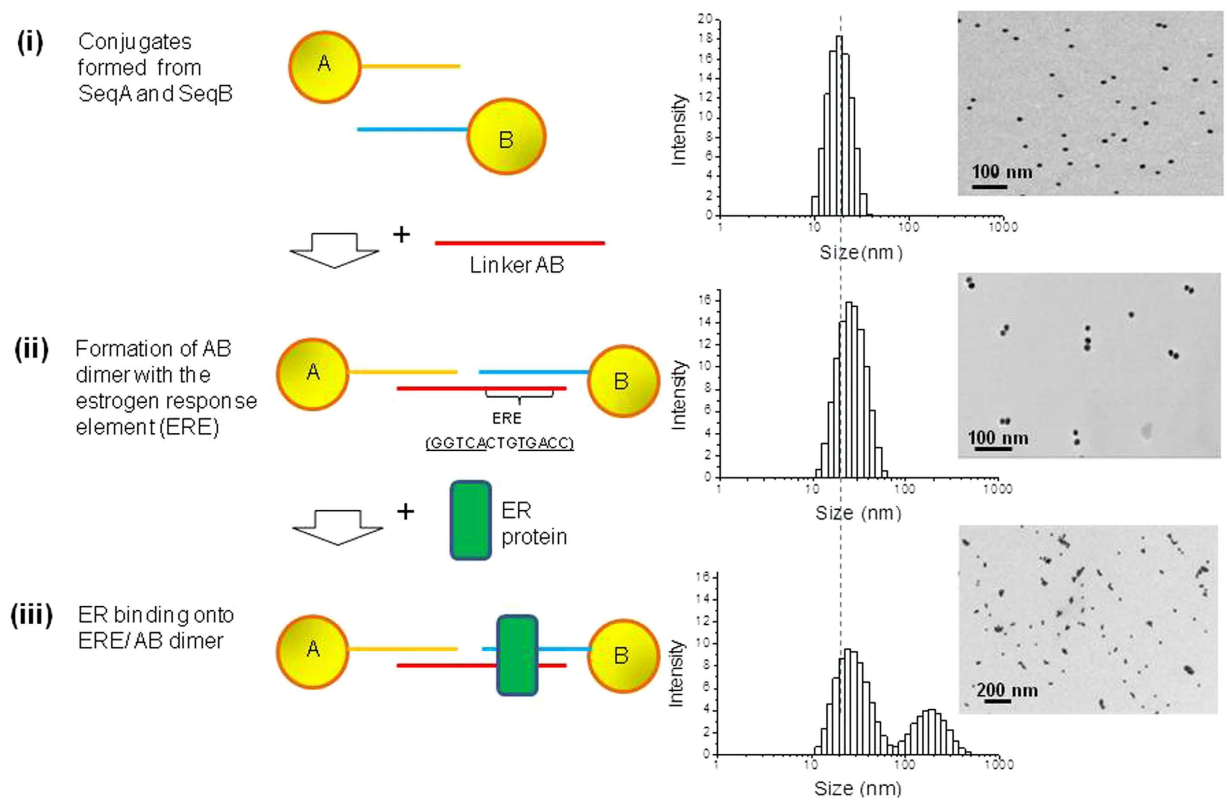 (i) Conjugates
formed from
SeqA and SeqB
A
B
+
Linker AB
(ii) Formation of AB
dimer with the
estrogen response
element (ERE)
A
B
ERE
(GGTCACTGTGACC)
+
ER
protein
(iii) ER binding onto
ERE/ AB dimer
A
B
Intensity
20
18
16
14
12
10
8
6
4
2
0
1 10 100 1000
Size(nm)
100 nm
Intensity
16
14
12
10
8
6
4
2
0
1 10 100 1000
Size (nm)
100 nm
Intensity
16
14
12
10
8
6
4
2
0
1 10 100 1000
Size (nm)
200 nm